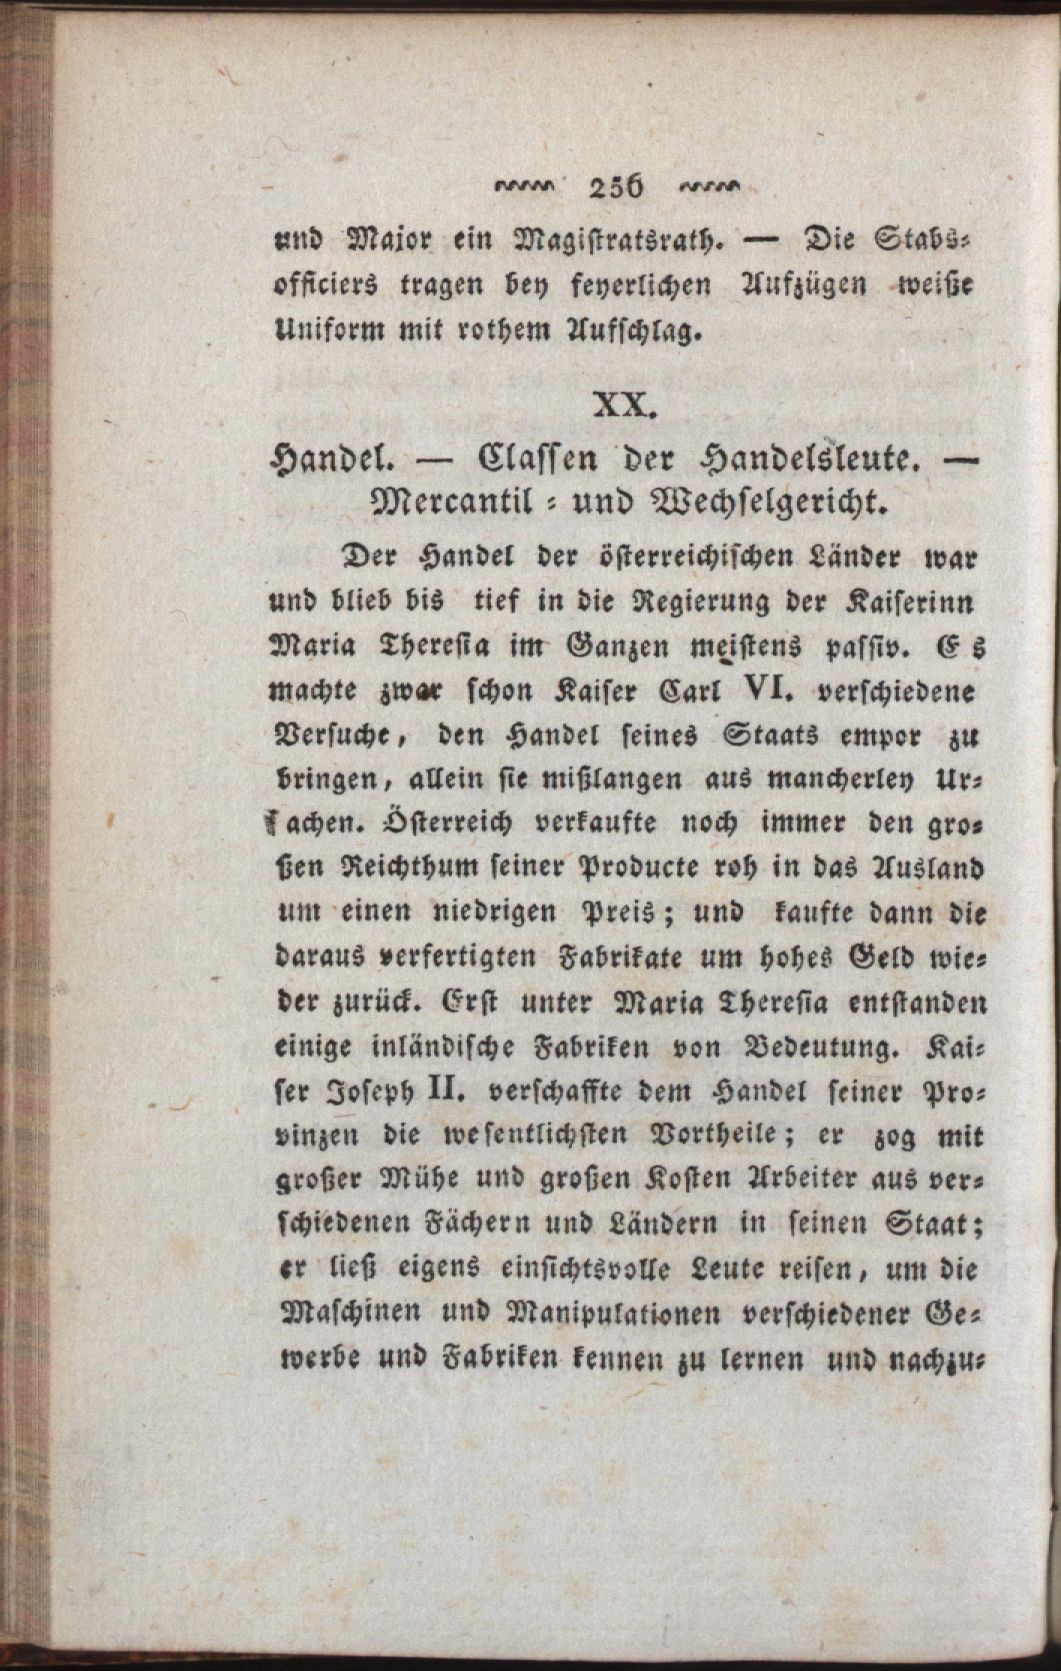 256
und Major ein Magistratsrath. — Die Stabs-
officiers tragen bey feyerlichen Aufzügen weiße
Uniform mit rothem Aufschlag.
XX.
Handel. — Classen der Handelsleute. —
Mercantil - und Wechselgericht.
Der Handel der österreichischen Länder war
und blieb bis tief in die Regierung der Kaiserinn
Maria Theresia im Ganzen meistens passiv. Es
machte zwar schon Kaiser Carl VI. verschiedene
Versuche, den Handel seines Staats empor zu
bringen, allein sie mißlangen aus mancherley Ur-
sachen. Österreich verkaufte noch immer den gro-
ßen Reichthum seiner Producte roh in das Ausland
um einen niedrigen Preis; und kaufte dann die
daraus verfertigten Fabrikate um hohes Geld wie-
der zurück. Erst unter Maria Theresia entstanden
einige inländische Fabriken von Bedeutung. Kai-
ser Joseph II. verschaffte dem Handel seiner Pro-
vinzen die wesentlichsten Vortheile; er zog mit
großer Mühe und großen Kosten Arbeiter aus ver-
schiedenen Fächern und Ländern in seinen Staat;
er ließ eigens einsichtsvolle Leute reisen, um die
Maschinen und Manipulationen verschiedener Ge-
werbe und Fabriken kennen zu lernen und nachzu-